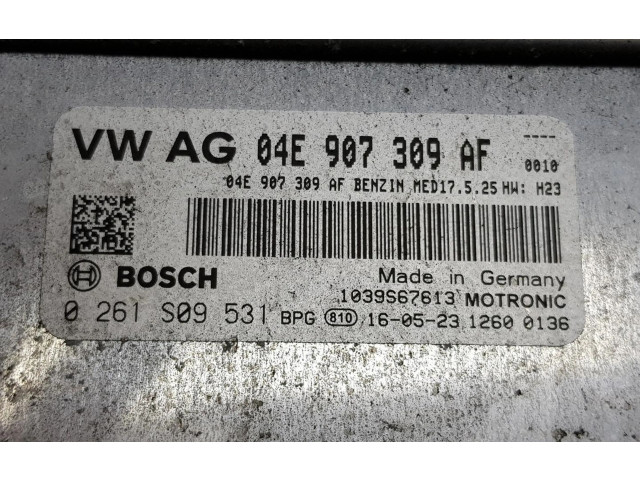 VW AG 04E 907 309 AF ----
0010
04E 907 309 AF BENZIN MED17.5.25 HW: H23
BOSCH Made in Germany
1039S67613 MOTRONIC
0 261 S09 531 BPG 810 16-05-23 1260 0136